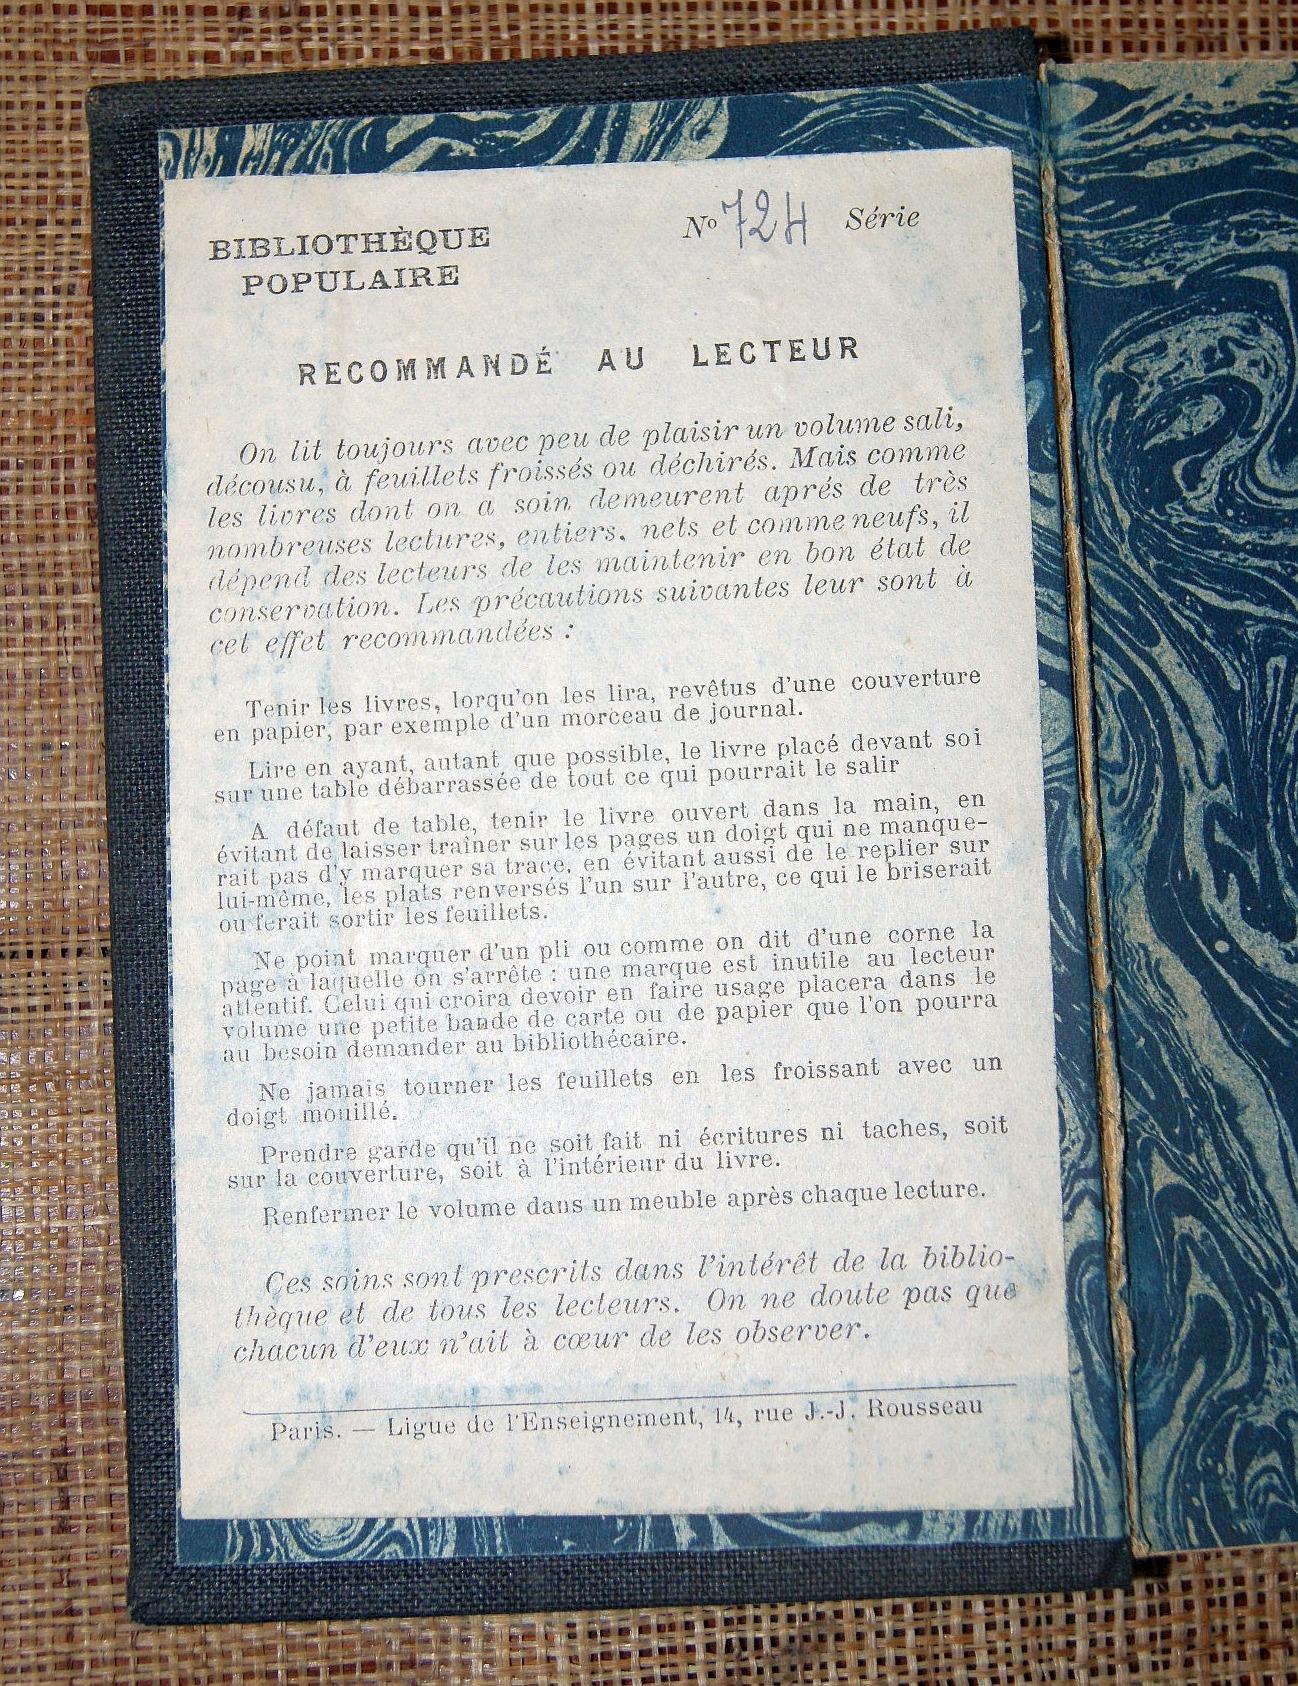 BIBLIOTHÈQUE
POPULAIRE
Nº 724 Série
RECOMMANDÉ AU LECTEUR
On lit toujours avec peu de plaisir un volume sali,
décousu, à feuillets froissés ou déchirés. Mais comme
les livres dont on a soin demeurent aprés de très
nombreuses lectures, entiers, nets et comme neufs, il
dépend des lecteurs de les maintenir en bon état de
conservation. Les précautions suivantes leur sont à
cet effet recommandées :
Tenir les livres, lorqu'on les lira, revêtus d'une couverture
en papier, par exemple d'un morceau de journal.
Lire en ayant, autant que possible, le livre placé devant soi
sur une table débarrassée de tout ce qui pourrait le salir
A défaut de table, tenir le livre ouvert dans la main, en
évitant de laisser traîner sur les pages un doigt qui ne manque-
rait pas d'y marquer sa trace, en évitant aussi de le replier sur
lui-même, les plats renversés l'un sur l'autre, ce qui le briserait
ou ferait sortir les feuillets.
Ne point marquer d'un pli ou comme on dit d'une corne la
page à laquelle on s'arrête : une marque est inutile au lecteur
attentif. Celui qui croira devoir en faire usage placera dans le
volume une petite bande de carte ou de papier que l'on pourra
au besoin demander au bibliothécaire.
Ne jamais tourner les feuillets en les froissant avec un
doigt mouillé.
Prendre garde qu'il ne soit fait ni écritures ni taches, soit
sur la couverture, soit à l'intérieur du livre.
Renfermer le volume dans un meuble après chaque lecture.
Ces soins sont prescrits dans l'intérêt de la biblio-
thèque et de tous les lecteurs. On ne doute pas que
chacun d'eux n'ait à cœur de les observer.
Paris. — Ligue de l'Enseignement, 14, rue J.-J. Rousseau